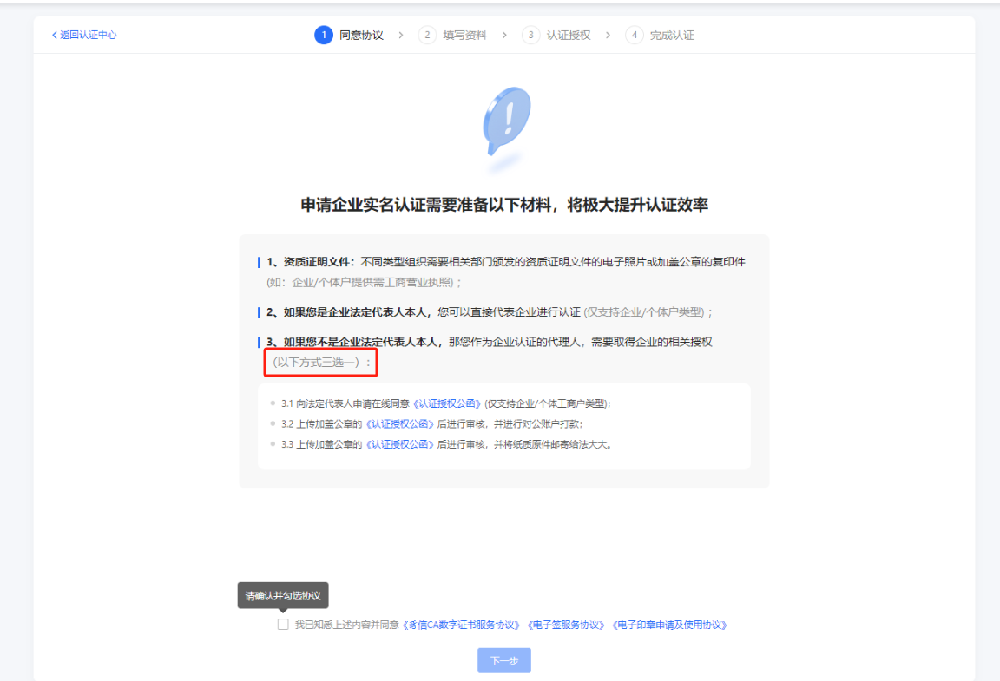 返回认证中心
1 同意协议 > 2 填写资料 > 3 认证授权 > 4 完成认证
申请企业实名认证需要准备以下材料，将极大提升认证效率
1、资质证明文件：不同类型组织需要相关部门颁发的资质证明文件的电子照片或加盖公章的复印件
(如：企业/个体户提供需工商营业执照)；
2、如果您是企业法定代表人本人，您可以直接代表企业进行认证 (仅支持企业/个体户类型)；
3、如果您不是企业法定代表人本人，那您作为企业认证的代理人，需要取得企业的相关授权
（以下方式三选一）：
3.1 向法定代表人申请在线同意《认证授权公函》(仅支持企业/个体工商户类型);
3.2 上传加盖公章的《认证授权公函》后进行审核，并进行对公账户打款;
3.3 上传加盖公章的《认证授权公函》后进行审核，并将纸质原件邮寄给法大大。
请确认并勾选协议
我已知悉上述内容并同意《豸信CA数字证书服务协议》《电子签服务协议》《电子印章申请及使用协议》
下一步